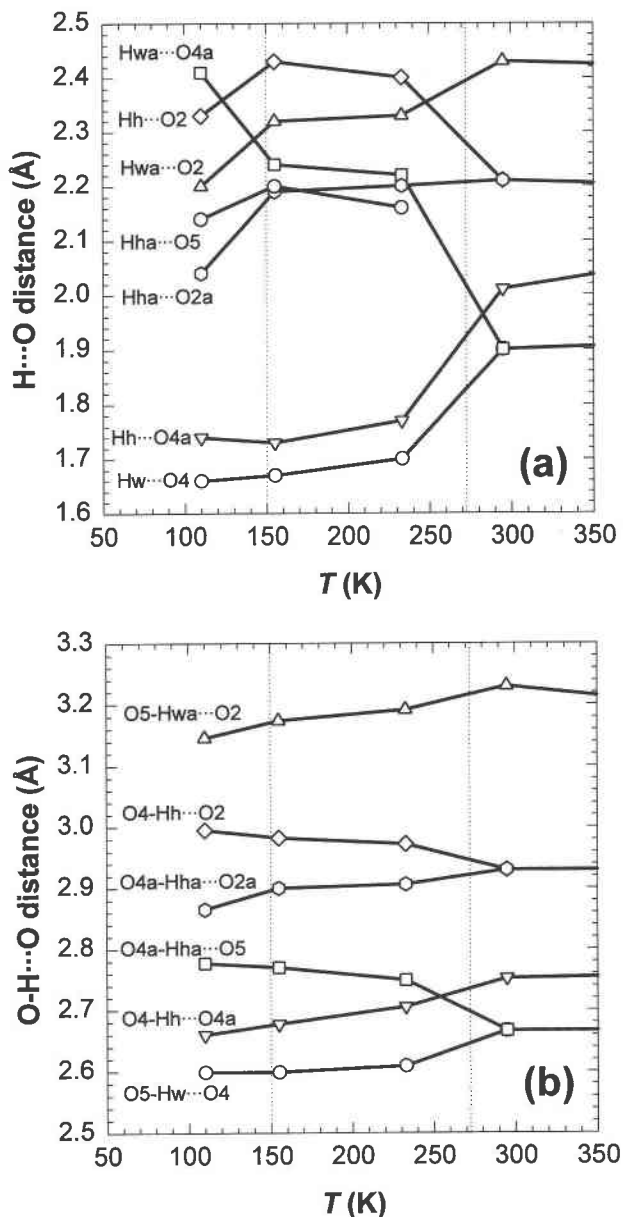 2.5
Hwa···O4a
2.4
Hh···O2
2.3
Hwa···O2
2.2
Hha···O5
2.1
Hha···O2a
2.0
1.9
1.8
Hh···O4a
1.7
Hw···O4
(a)
1.6
50 100 150 200 250 300 350
T (K)
H···O distance (Å)
3.3
3.2
O5-Hwa···O2
3.1
3.0
O4-Hh···O2
2.9
O4a-Hha···O2a
2.8
O4a-Hha···O5
2.7
O4-Hh···O4a
2.6
O5-Hw···O4
(b)
2.5
50 100 150 200 250 300 350
T (K)
O-H···O distance (Å)